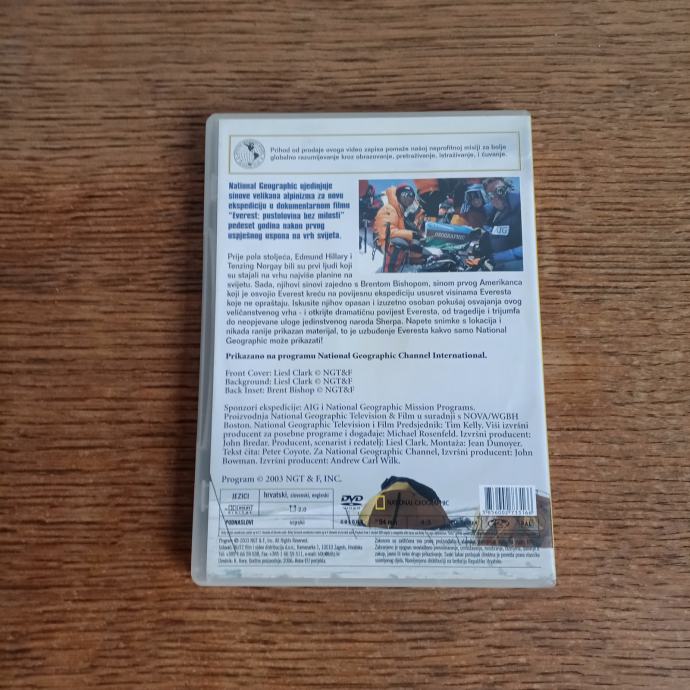 Prihod od prodaje ovoga video zapisa pomaže našoj neprofitnoj misiji za bolje
globalno razumijevanje kroz obrazovanje, pretraživanje, istraživanje, i čuvanje.
National Geographic ujedinjuje
sinove velikana alpinizma za novu
ekspediciju u dokumentarnom filmu
"Everest: pustolovina bez milosti"
pedeset godina nakon prvog
uspješnog uspona na vrh svijeta.
GEOGRAPHIC
AIG
Prije pola stoljeća, Edmund Hillary i
Tenzing Norgay bili su prvi ljudi koji
su stajali na vrhu najviše planine na
svijetu. Sada, njihovi sinovi zajedno s Brentom Bishopom, sinom prvog Amerikanca
koji je osvojio Everest kreću na povijesnu ekspediciju ususret visinama Everesta
koje ne opraštaju. Iskusite njihov opasan i izuzetno osoban pokušaj osvajanja ovog
veličanstvenog vrha - i otkrijte dramatičnu povijest Everesta, od tragedije i trijumfa
do neopjevane uloge jedinstvenog naroda Sherpa. Napete snimke s lokacija i
nikada ranije prikazan materijal, to je uzbuđenje Everesta kakvo samo National
Geographic može prikazati!
Prikazano na programu National Geographic Channel International.
Front Cover: Liesl Clark © NGT&F
Background: Liesl Clark © NGT&F
Back Inset: Brent Bishop © NGT&F
Sponzori ekspedicije: AIG i National Geographic Mission Programs.
Proizvodnja National Geographic Television & Film u suradnji s NOVA/WGBH
Boston. National Geographic Television i Film Predsjednik: Tim Kelly. Viši izvršni
producent za posebne programe i događaje: Michael Rosenfeld. Izvršni producent:
John Bredar. Producent, scenarist i redatelj: Liesl Clark. Montaža: Jean Dunoyer.
Tekst čita: Peter Coyote. Za National Geographic Channel, Izvršni producent: John
Bowman. Izvršni producent: Andrew Carl Wilk.
Program © 2003 NGT & F, INC.
JEZICI hrvatski, slovenski, engleski
2.0
PODNASLOVI srpski
DVD
NATIONAL GEOGRAPHIC
Program © 2003 NGT & F, Inc. All Rights Reserved.